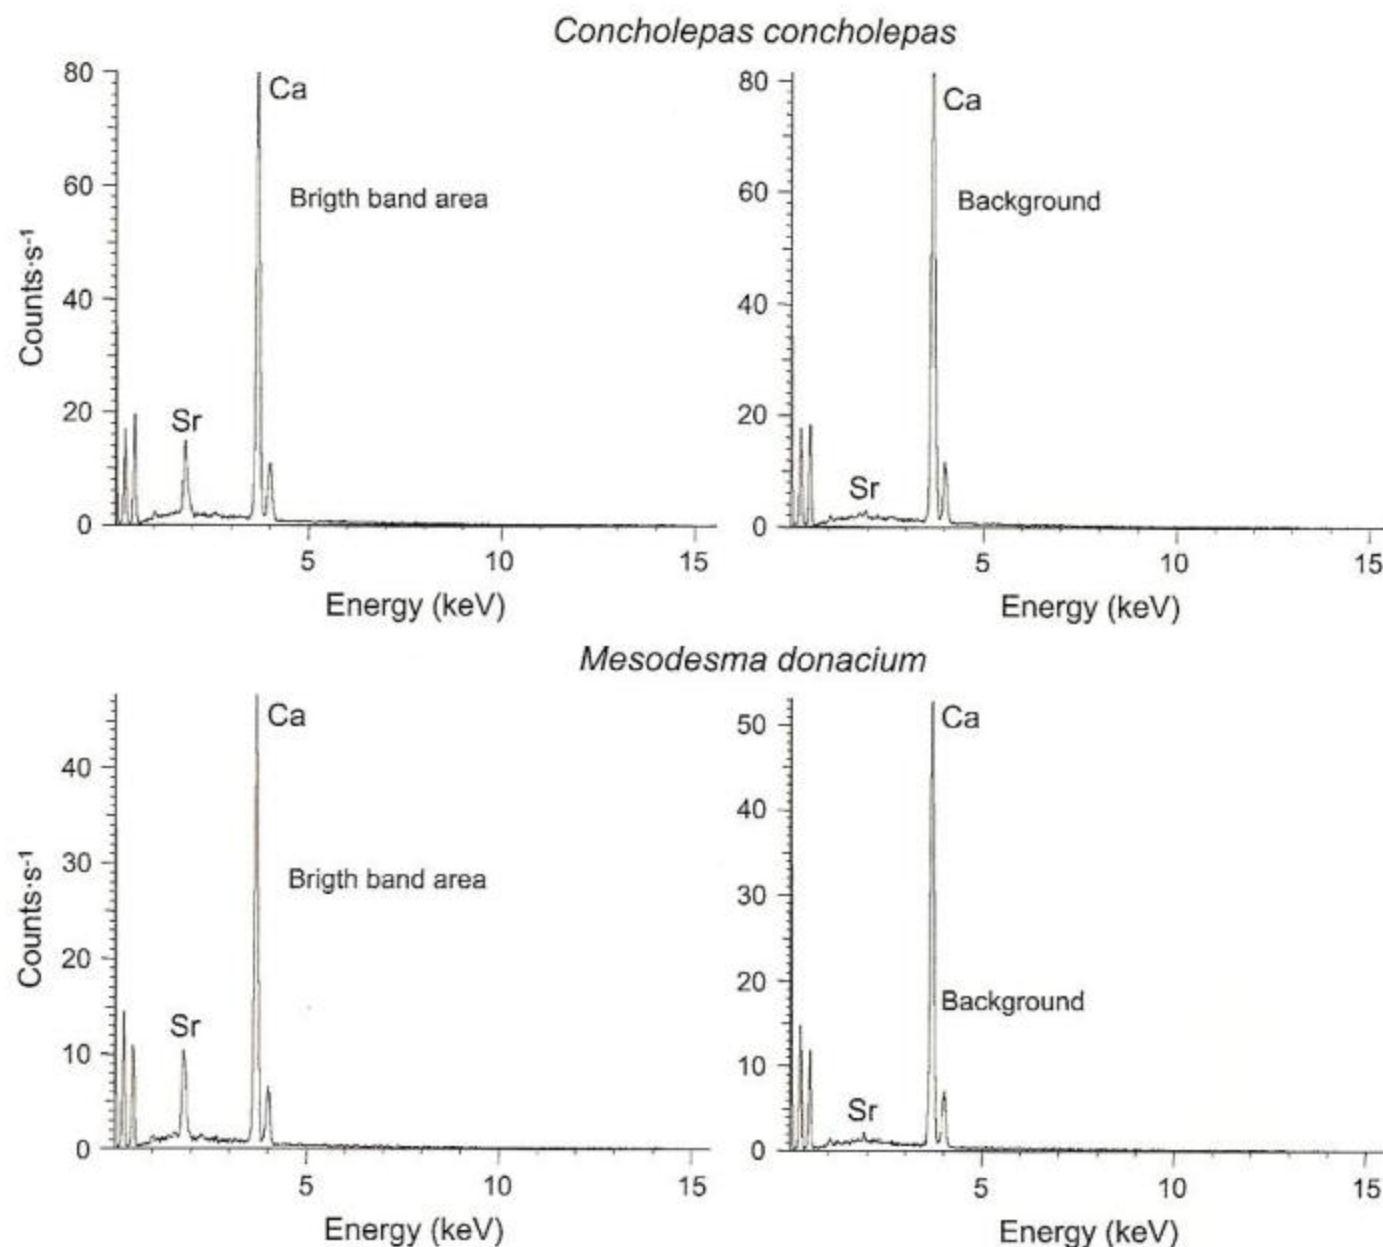 Concholepas concholepas
80
60
40
20
0
Counts·s-1
Ca
Brigth band area
Sr
5
10
15
Energy (keV)
80
60
40
20
0
Ca
Background
Sr
5
10
15
Energy (keV)
Mesodesma donacium
40
30
20
10
0
Counts·s-1
Ca
Brigth band area
Sr
5
10
15
Energy (keV)
50
40
30
20
10
0
Ca
Background
Sr
5
10
15
Energy (keV)